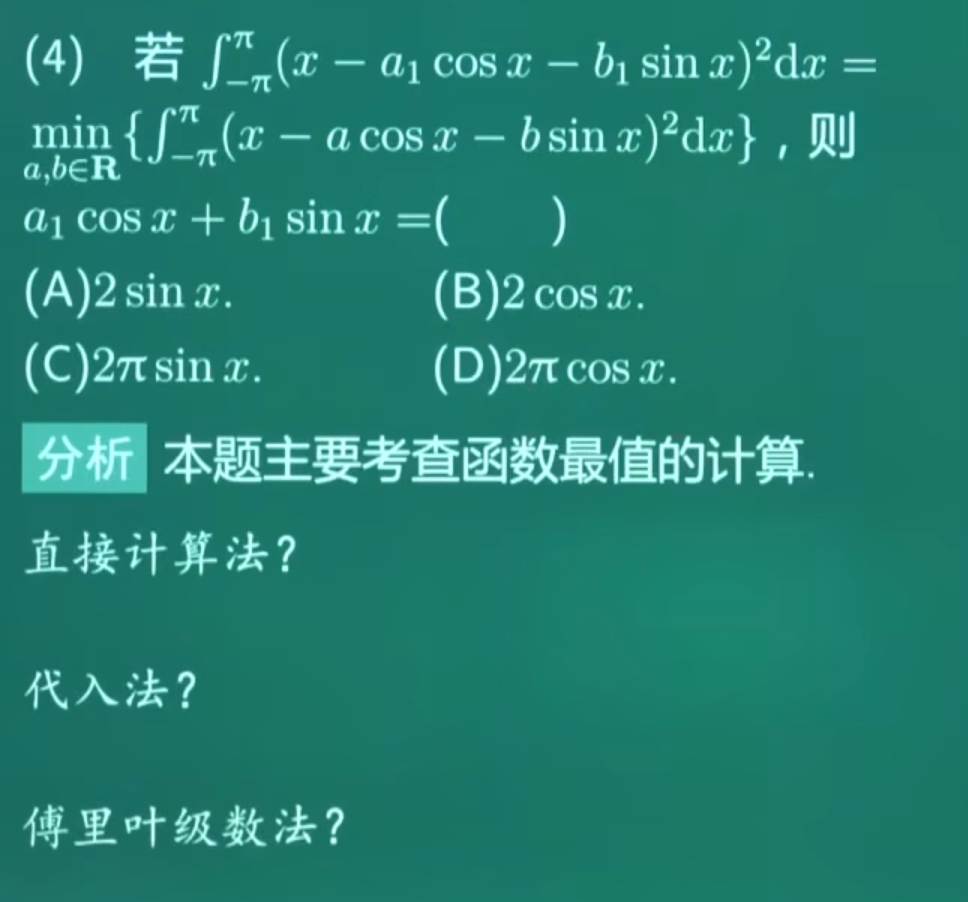 (4) 若 $\int_{-\pi}^{\pi}(x - a_1 \cos x - b_1 \sin x)^2 \mathrm{d}x =$
$\min\limits_{a,b\in\mathbf{R}}\{\int_{-\pi}^{\pi}(x - a \cos x - b \sin x)^2 \mathrm{d}x\}$，则
$a_1 \cos x + b_1 \sin x =$( )
(A)$2 \sin x$. (B)$2 \cos x$.
(C)$2\pi \sin x$. (D)$2\pi \cos x$.
分析 本题主要考查函数最值的计算.
直接计算法?
代入法?
傅里叶级数法?